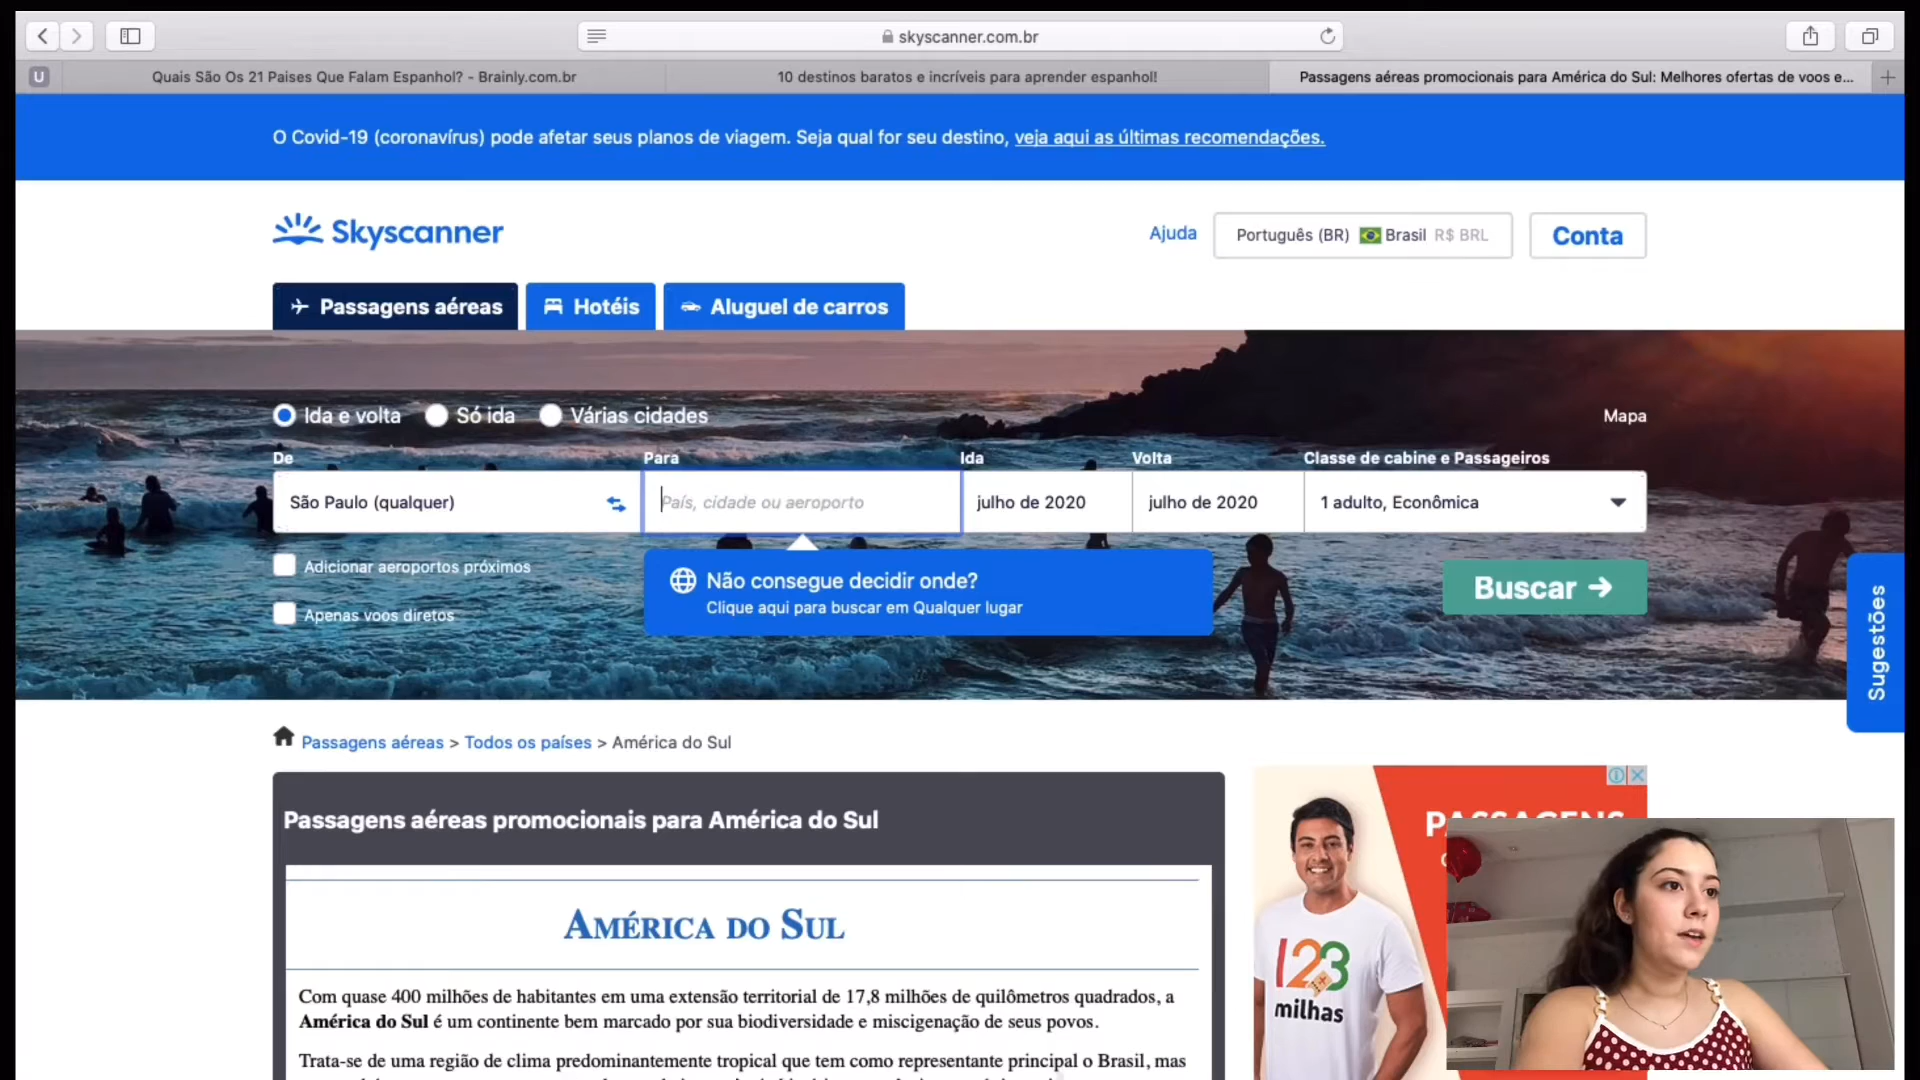 skyscanner.com.br
U
Quais São Os 21 Paises Que Falam Espanhol? - Brainly.com.br
10 destinos baratos e incríveis para aprender espanhol!
Passagens aéreas promocionais para América do Sul: Melhores ofertas de voos e...
O Covid-19 (coronavírus) pode afetar seus planos de viagem. Seja qual for seu destino, veja aqui as últimas recomendações.
Skyscanner
Ajuda
Português (BR) Brasil R$ BRL
Conta
Passagens aéreas
Hotéis
Aluguel de carros
Ida e volta
Só ida
Várias cidades
Mapa
De
Para
Ida
Volta
Classe de cabine e Passageiros
São Paulo (qualquer)
País, cidade ou aeroporto
julho de 2020
julho de 2020
1 adulto, Econômica
Adicionar aeroportos próximos
Apenas voos diretos
Não consegue decidir onde?
Clique aqui para buscar em Qualquer lugar
Buscar
Sugestões
Passagens aéreas > Todos os países > América do Sul
Passagens aéreas promocionais para América do Sul
América do Sul
Com quase 400 milhões de habitantes em uma extensão territorial de 17,8 milhões de quilômetros quadrados, a
América do Sul é um continente bem marcado por sua biodiversidade e miscigenação de seus povos.
Trata-se de uma região de clima predominantemente tropical que tem como representante principal o Brasil, mas
PASSAGENS
123
milhas